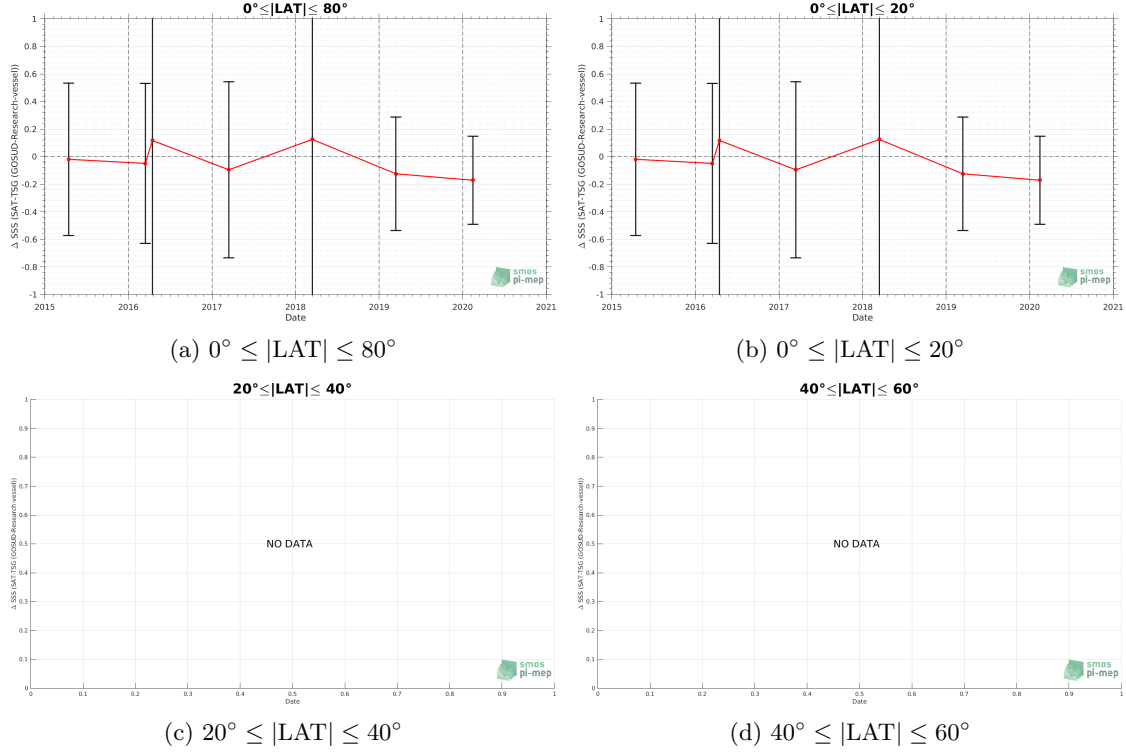 0°≤|LAT|≤ 80°
Δ SSS (SAT-TSG (GOSUD-Research-vessel))
1
0.8
0.6
0.4
0.2
0
-0.2
-0.4
-0.6
-0.8
-1
2015 2016 2017 2018 2019 2020 2021
Date
smos
pi-mep
(a) 0° ≤ |LAT| ≤ 80°
0°≤|LAT|≤ 20°
Δ SSS (SAT-TSG (GOSUD-Research-vessel))
1
0.8
0.6
0.4
0.2
0
-0.2
-0.4
-0.6
-0.8
-1
2015 2016 2017 2018 2019 2020 2021
Date
smos
pi-mep
(b) 0° ≤ |LAT| ≤ 20°
20°≤|LAT|≤ 40°
Δ SSS (SAT-TSG (GOSUD-Research-vessel))
1
0.9
0.8
0.7
0.6
0.5
0.4
0.3
0.2
0.1
0
NO DATA
0 0.1 0.2 0.3 0.4 0.5 0.6 0.7 0.8 0.9 1
Date
smos
pi-mep
(c) 20° ≤ |LAT| ≤ 40°
40°≤|LAT|≤ 60°
Δ SSS (SAT-TSG (GOSUD-Research-vessel))
1
0.9
0.8
0.7
0.6
0.5
0.4
0.3
0.2
0.1
0
NO DATA
0 0.1 0.2 0.3 0.4 0.5 0.6 0.7 0.8 0.9 1
Date
smos
pi-mep
(d) 40° ≤ |LAT| ≤ 60°